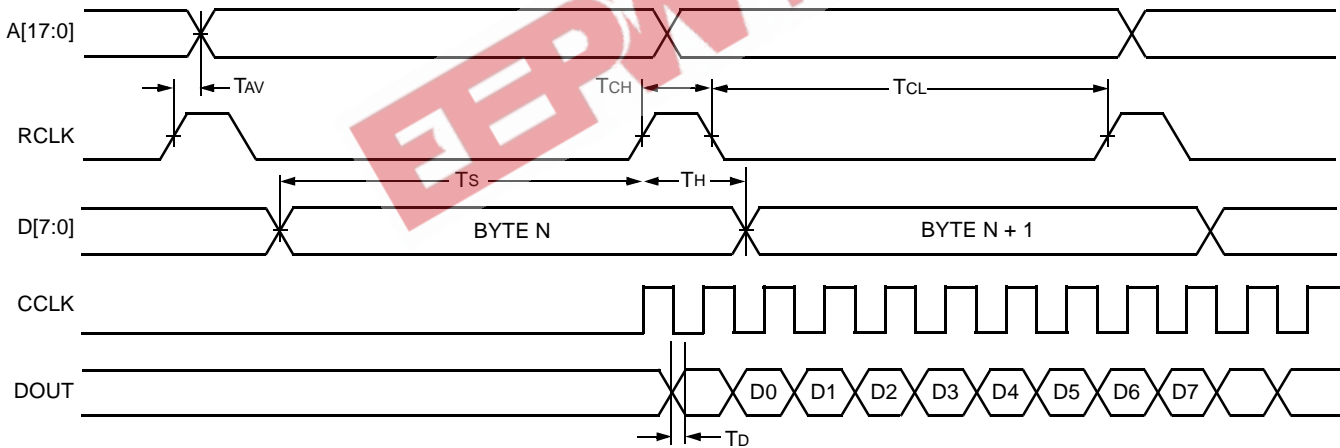 A[17:0]
TAV
TCH
TCL
RCLK
TS
TH
D[7:0]
BYTE N
BYTE N + 1
CCLK
DOUT
D0 D1 D2 D3 D4 D5 D6 D7
TD